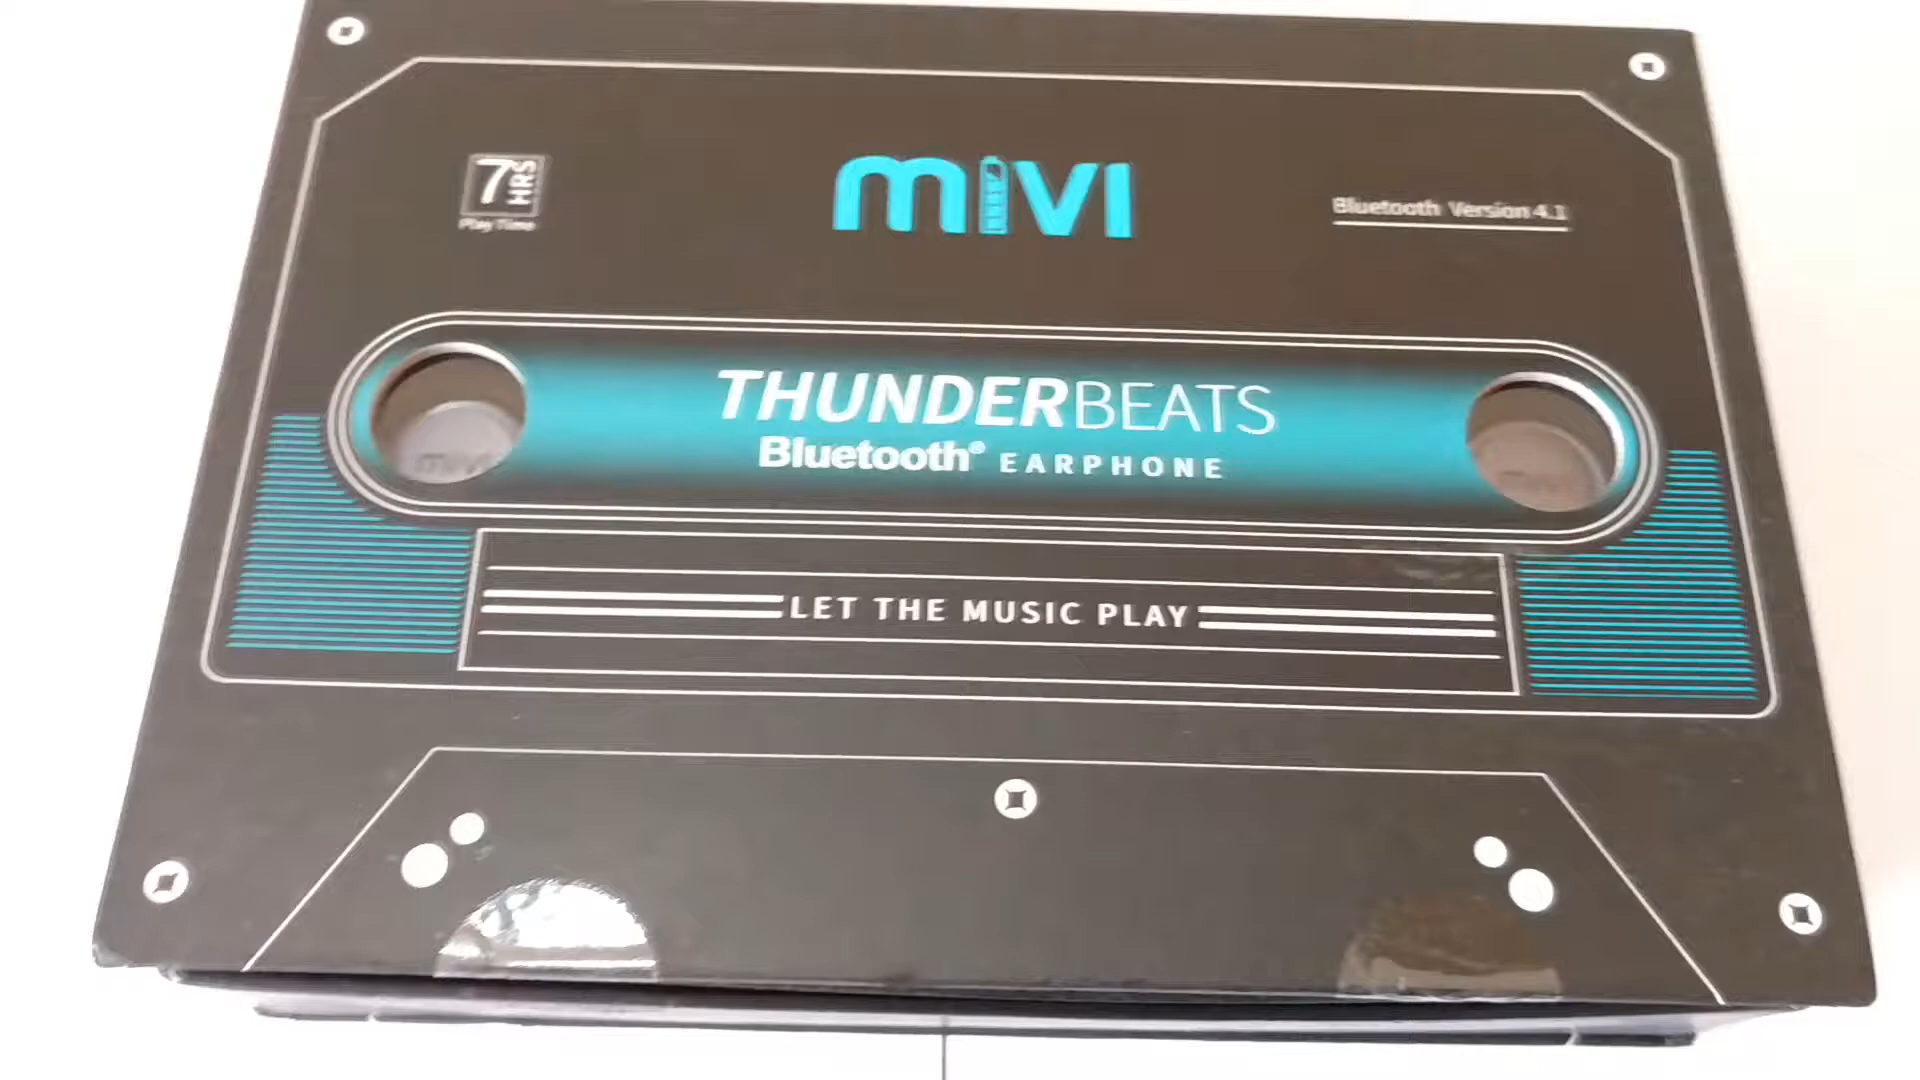 7 HRS
Play Time
mivi
Bluetooth Version 4.1
THUNDERBEATS
Bluetooth® EARPHONE
LET THE MUSIC PLAY